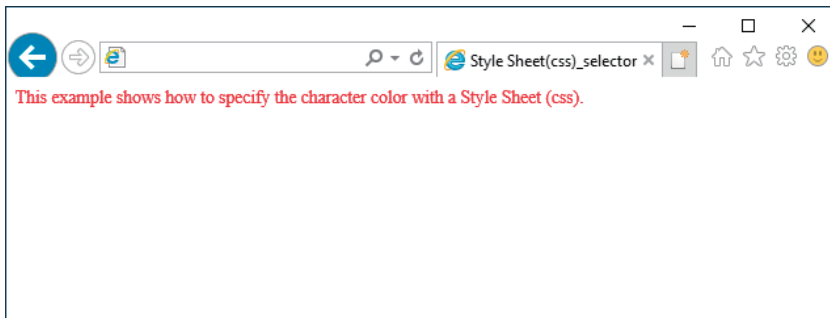 Style Sheet(css)_selector
This example shows how to specify the character color with a Style Sheet (css).